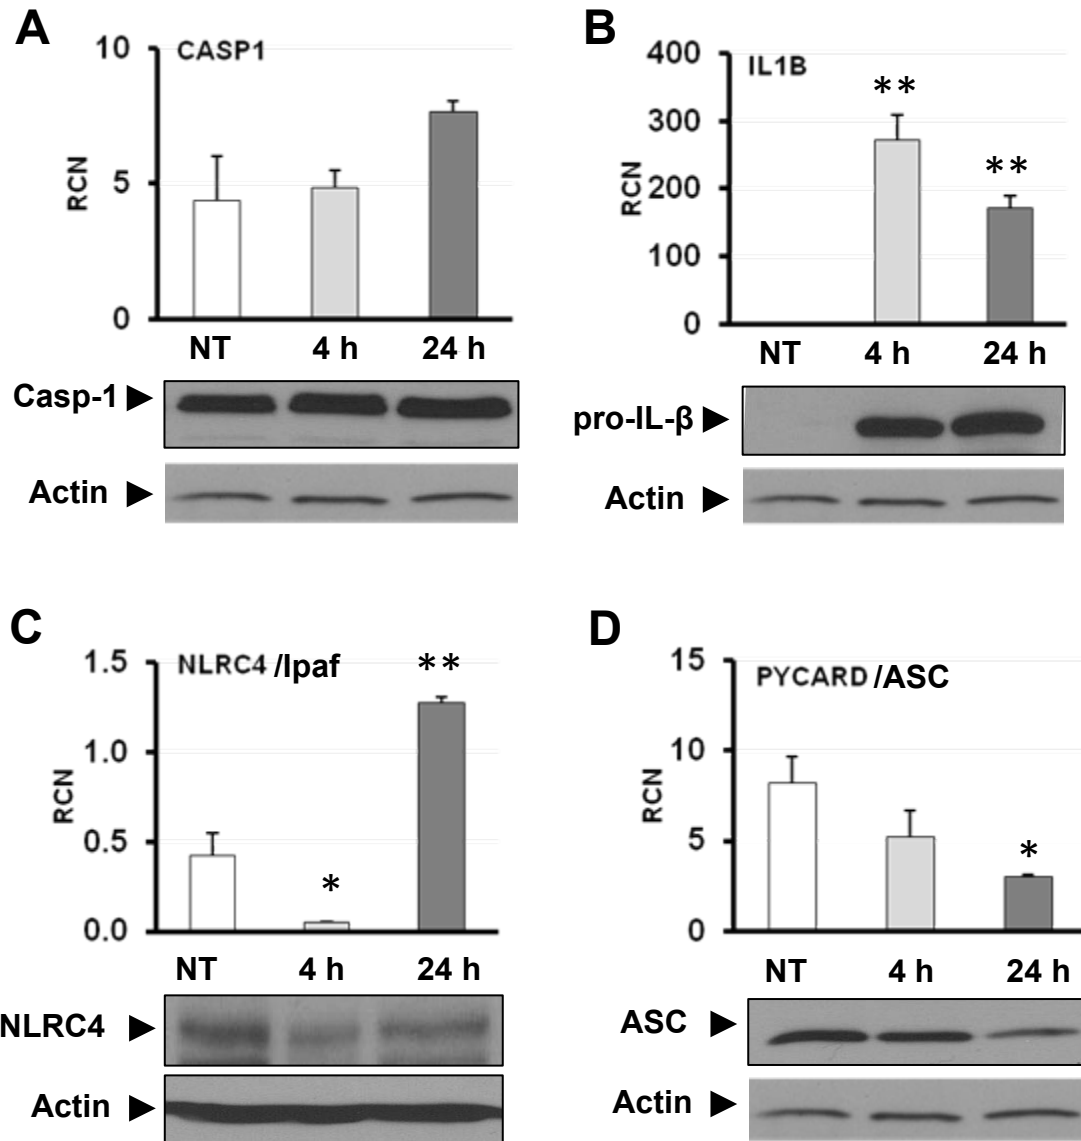 A
CASP1
10
5
0
RCN
NT 4 h 24 h
Casp-1
Actin
B
IL1B
400
300
200
100
0
RCN
**
**
NT 4 h 24 h
pro-IL-β
Actin
C
NLRC4 /Ipaf
1.5
1.0
0.5
0.0
RCN
*
**
NT 4 h 24 h
NLRC4
Actin
D
PYCARD /ASC
15
10
5
0
RCN
*
NT 4 h 24 h
ASC
Actin